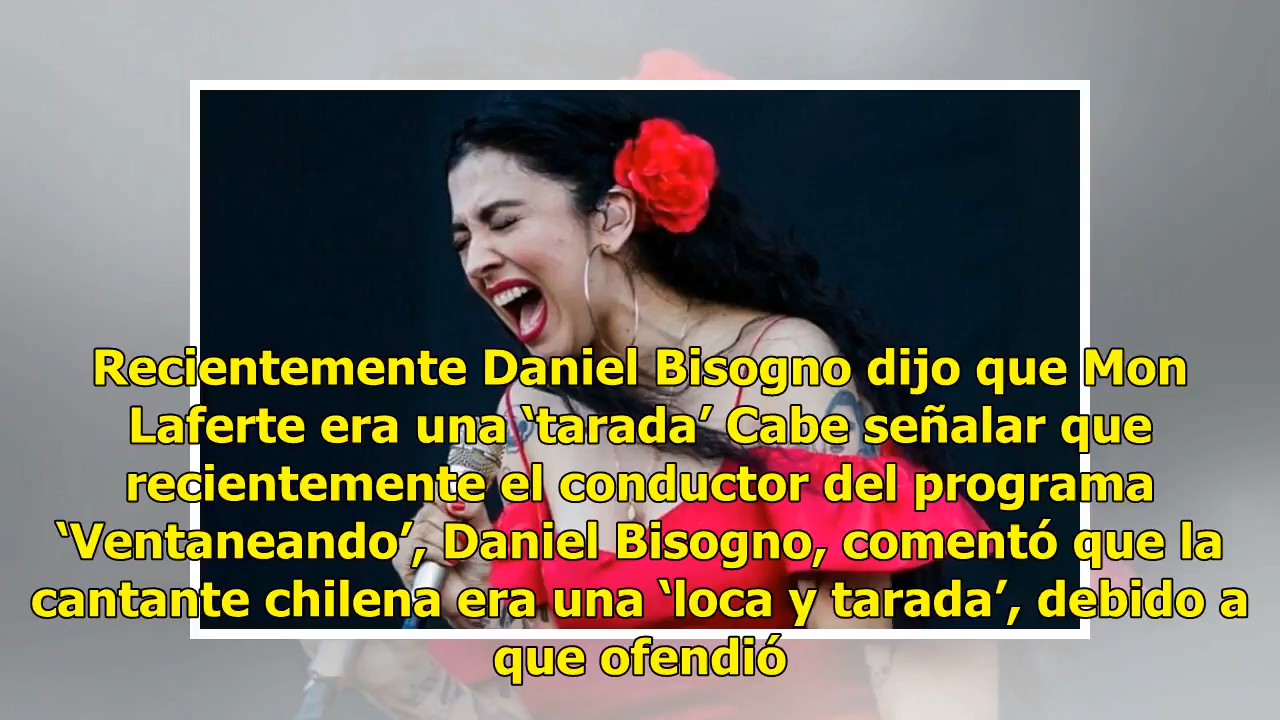 Recientemente Daniel Bisogno dijo que Mon
Laferte era una ‘tarada’ Cabe señalar que
recientemente el conductor del programa
‘Ventaneando’, Daniel Bisogno, comentó que la
cantante chilena era una ‘loca y tarada’, debido a
que ofendió